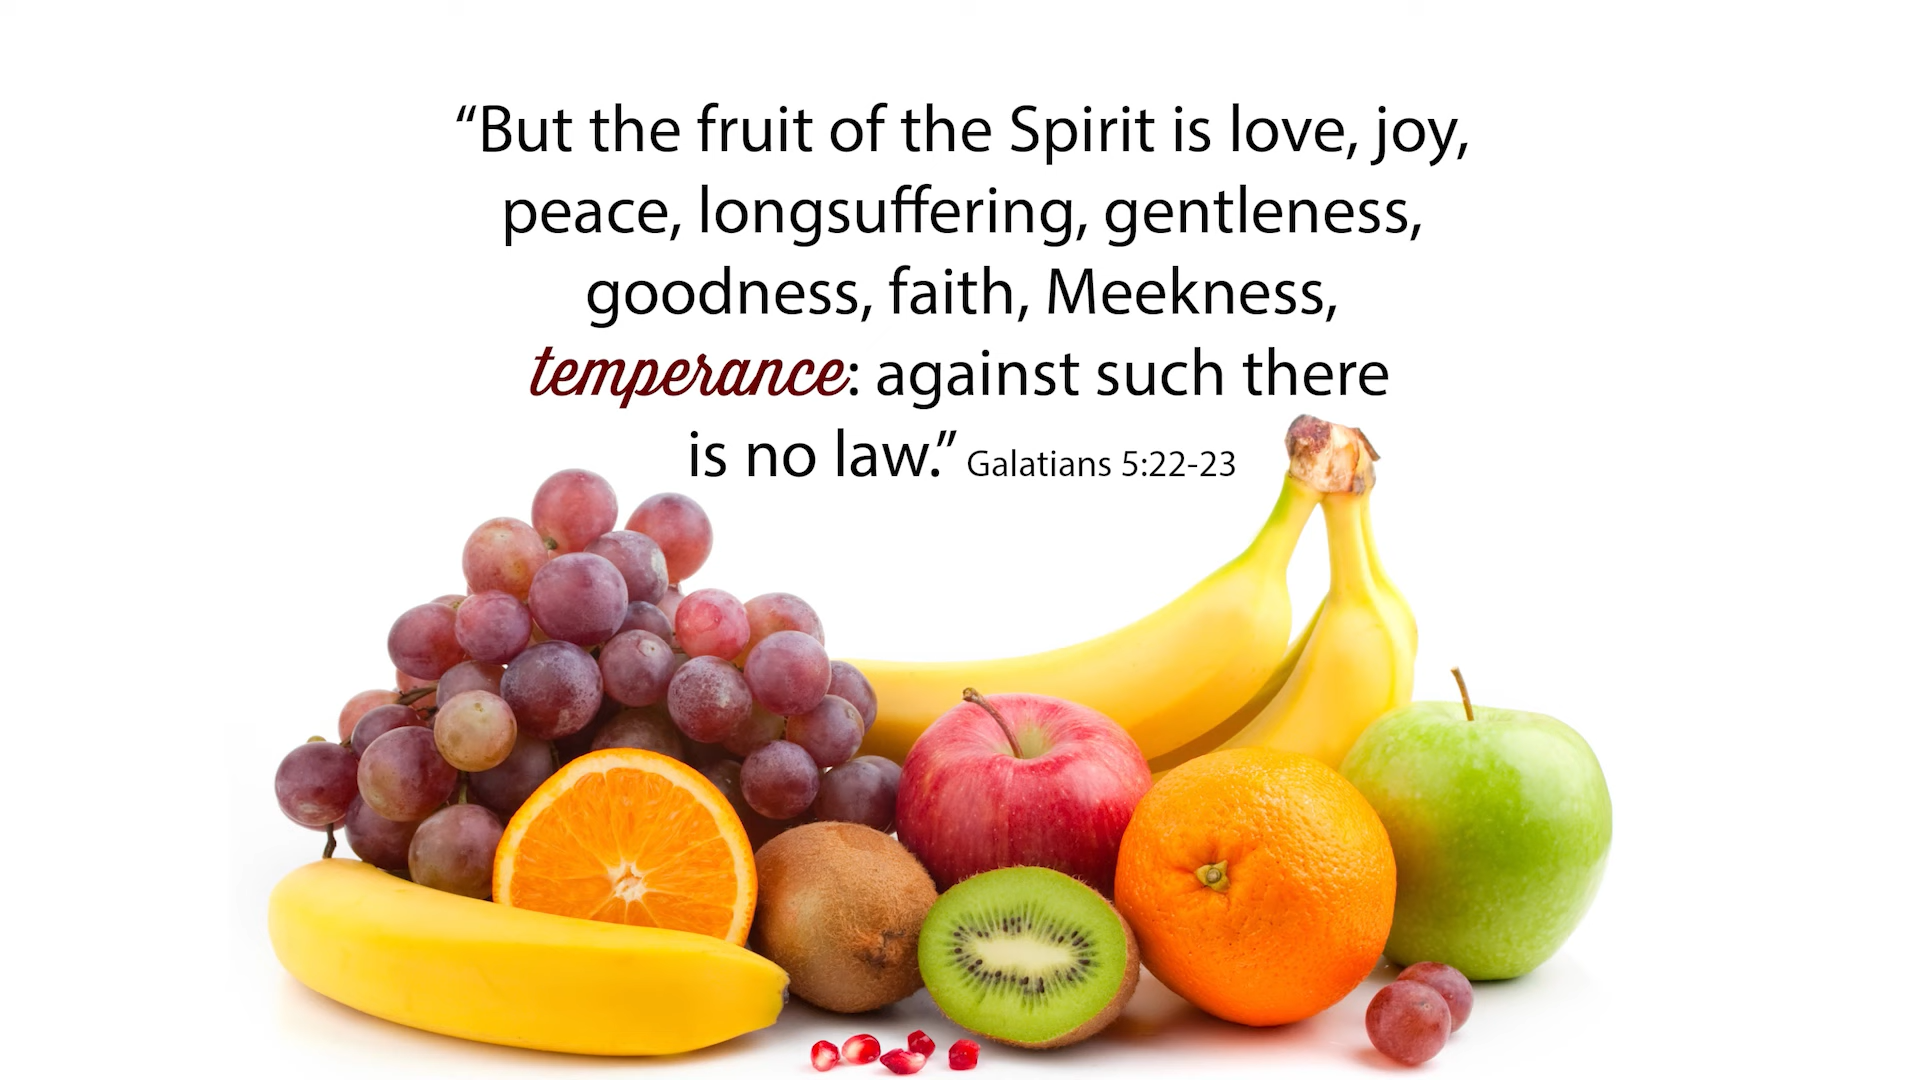 “But the fruit of the Spirit is love, joy,
peace, longsuffering, gentleness,
goodness, faith, Meekness,
temperance: against such there
is no law.” Galatians 5:22-23